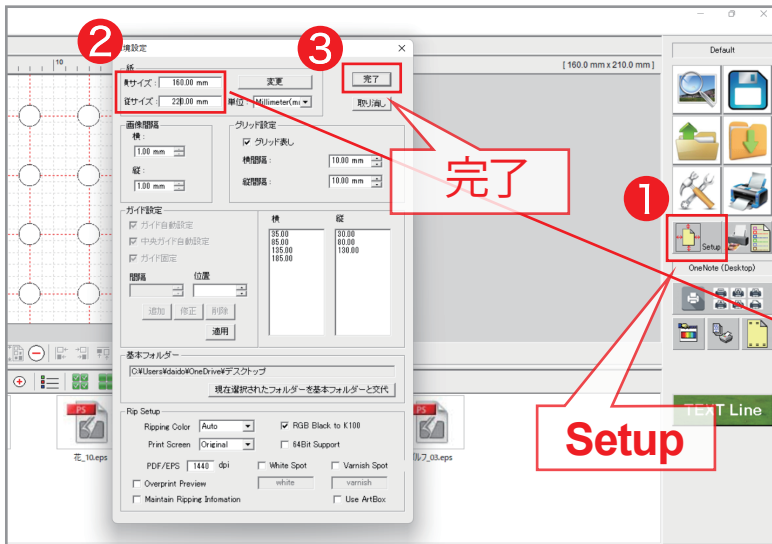 Default
10
[ 160.0 mm x 210.0 mm ]
2
3
1
境設定
紙
横サイズ : 160.00 mm
変更
完了
従サイズ : 220.00 mm
単位 : Millimeter(m
取り消し
画像間隔
横 :
1.00 mm
縦 :
1.00 mm
グリッド設定
グリッド表し
横間隔 :
10.00 mm
縦間隔 :
10.00 mm
完了
ガイド設定
ガイド自動設定
中央ガイド自動設定
ガイド固定
間隔
位置
追加
修正
削除
適用
横
縦
35.00
85.00
135.00
185.00
30.00
80.00
130.00
Setup
OneNote (Desktop)
基本フォルダー
C:¥Users¥daido¥OneDrive¥デスクトップ
現在選択されたフォルダーを基本フォルダーと交代
Rip Setup
Ripping Color
Auto
RGB Black to K100
Print Screen
Original
64Bit Support
PDF/EPS
1440
dpi
White Spot
Varnish Spot
Overprint Preview
white
varnish
Maintain Ripping Infomation
Use ArtBox
PS
花_10.eps
PS
ルフ_03.eps
TEXT Line
Setup